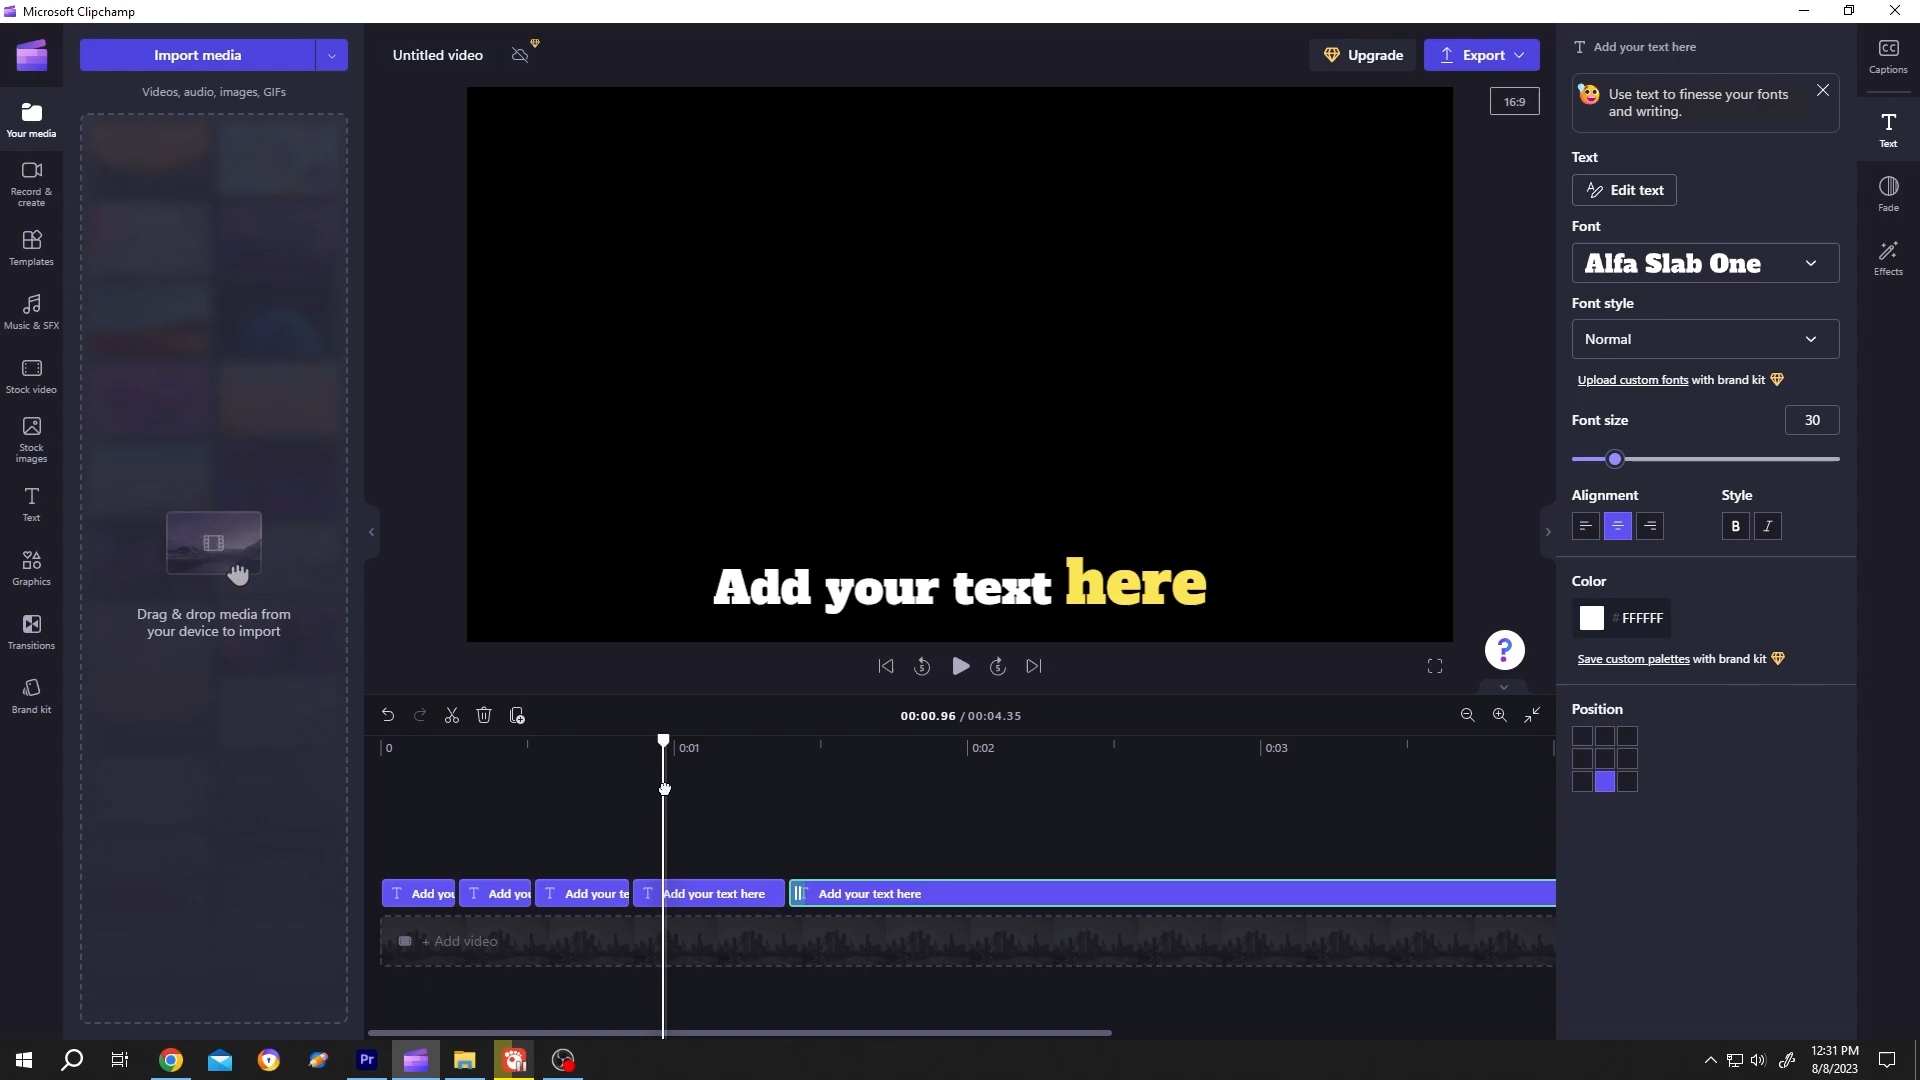 Microsoft Clipchamp
Import media
Videos, audio, images, GIFs
Your media
Record &
create
Templates
Music & SFX
Stock video
Stock
images
Text
Graphics
Transitions
Brand kit
Drag & drop media from
your device to import
Untitled video
Upgrade
Export
16:9
Add your text here
00:00.96 / 00:04.35
0
0:01
0:02
0:03
Add you
Add you
Add your te
Add your text here
Add your text here
+ Add video
Add your text here
Use text to finesse your fonts
and writing.
Text
Edit text
Font
Alfa Slab One
Font style
Normal
Upload custom fonts with brand kit
Font size
30
Alignment
Style
B
I
Color
# FFFFFF
Save custom palettes with brand kit
Position
CC
Captions
Text
Fade
Effects
Pr
12:31 PM
8/8/2023